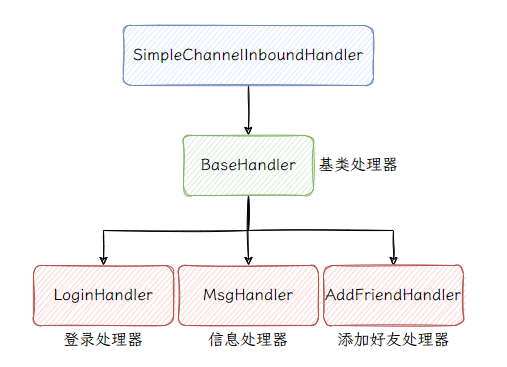 SimpleChannelInboundHandler
BaseHandler 基类处理器
LoginHandler MsgHandler AddFriendHandler
登录处理器 信息处理器 添加好友处理器